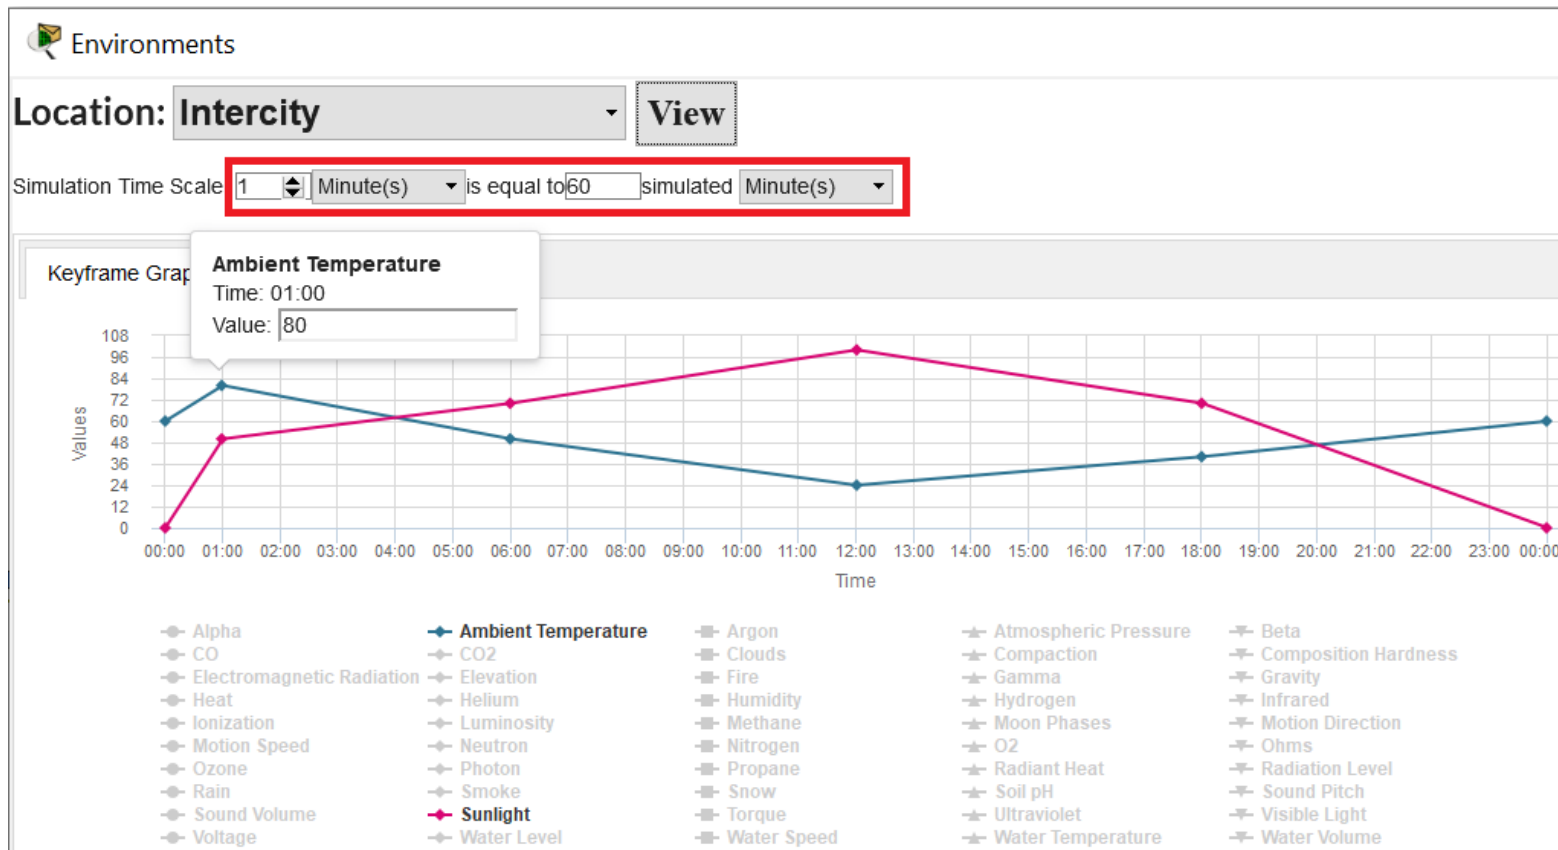 Environments
Location: Intercity View
Simulation Time Scale 1 Minute(s) is equal to 60 simulated Minute(s)
Keyframe Grap
Ambient Temperature
Time: 01:00
Value: 80
108
96
84
72
60
48
36
24
12
0
Values
00:00 01:00 02:00 03:00 04:00 05:00 06:00 07:00 08:00 09:00 10:00 11:00 12:00 13:00 14:00 15:00 16:00 17:00 18:00 19:00 20:00 21:00 22:00 23:00 00:00
Time
Alpha Ambient Temperature Argon Atmospheric Pressure Beta
CO CO2 Clouds Compaction Composition Hardness
Electromagnetic Radiation Elevation Fire Gamma Gravity
Heat Helium Humidity Hydrogen Infrared
Ionization Luminosity Methane Moon Phases Motion Direction
Motion Speed Neutron Nitrogen O2 Ohms
Ozone Photon Propane Radiant Heat Radiation Level
Rain Smoke Snow Soil pH Sound Pitch
Sound Volume Sunlight Torque Ultraviolet Visible Light
Voltage Water Level Water Speed Water Temperature Water Volume